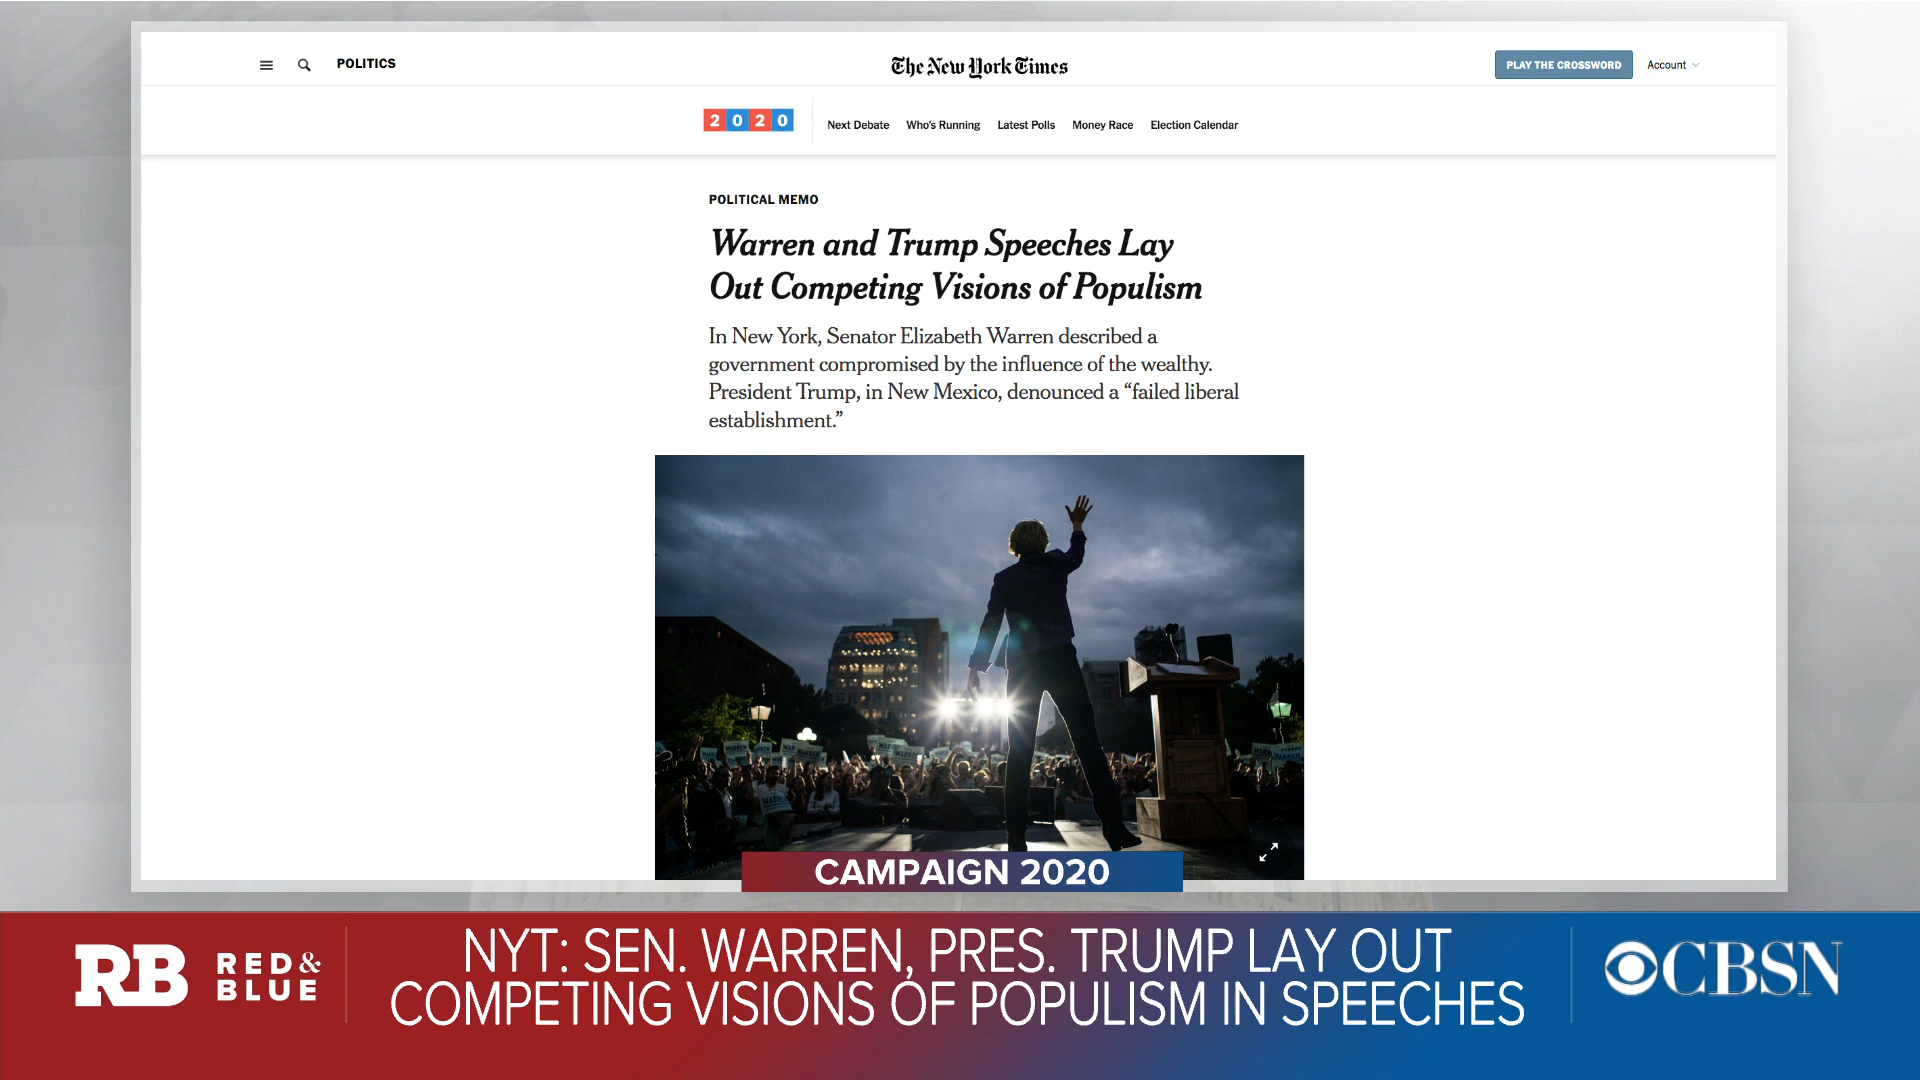 POLITICS
The New York Times
PLAY THE CROSSWORD
Account
2020
Next Debate
Who's Running
Latest Polls
Money Race
Election Calendar
POLITICAL MEMO
Warren and Trump Speeches Lay
Out Competing Visions of Populism
In New York, Senator Elizabeth Warren described a
government compromised by the influence of the wealthy.
President Trump, in New Mexico, denounced a “failed liberal
establishment.”
WARREN
WARREN
CAMPAIGN 2020
RB
RED &
BLUE
NYT: SEN. WARREN, PRES. TRUMP LAY OUT
COMPETING VISIONS OF POPULISM IN SPEECHES
CBSN